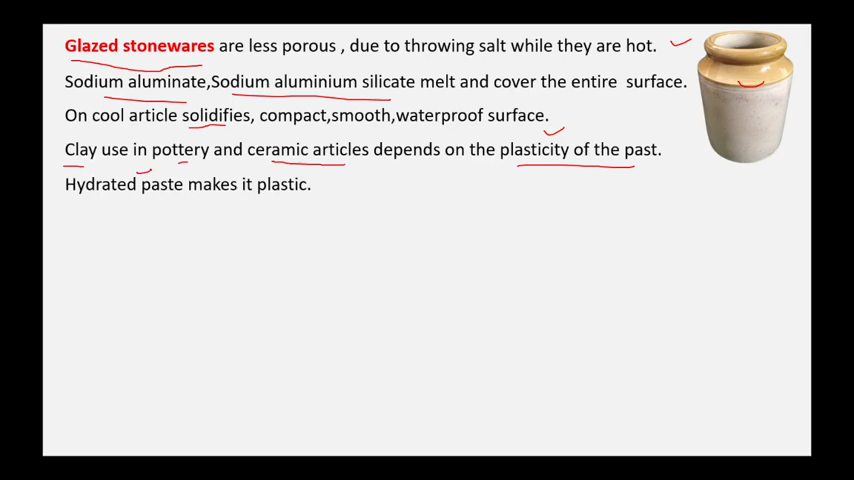 Glazed stonewares are less porous , due to throwing salt while they are hot.
Sodium aluminate,Sodium aluminium silicate melt and cover the entire surface.
On cool article solidifies, compact,smooth,waterproof surface.
Clay use in pottery and ceramic articles depends on the plasticity of the past.
Hydrated paste makes it plastic.